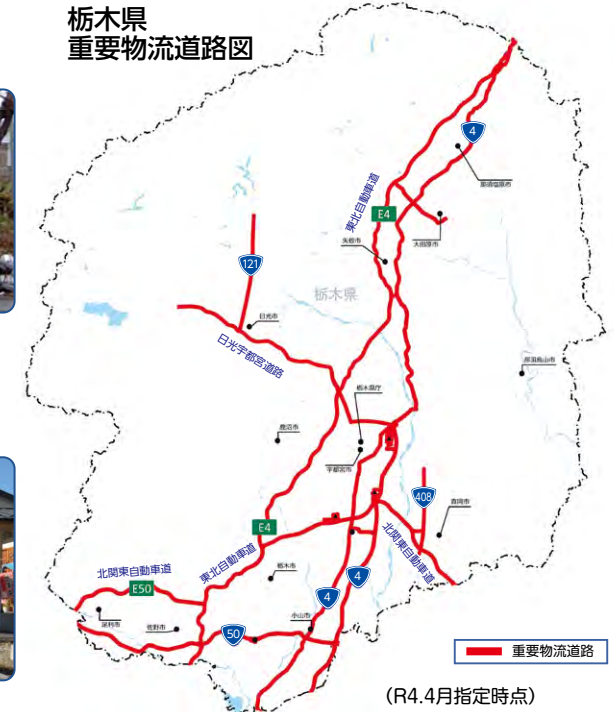 栃木県
重要物流道路図
4
那須塩原市
東北自動車道
E4
大田原市
矢板市
121
栃木県
日光市
日光宇都宮道路
那須烏山市
栃木県庁
鹿沼市
宇都宮市
408
真岡市
E4
北関東自動車道
東北自動車道
北関東自動車道
E50
栃木市
4
4
足利市
佐野市
50
小山市
重要物流道路
(R4.4月指定時点)